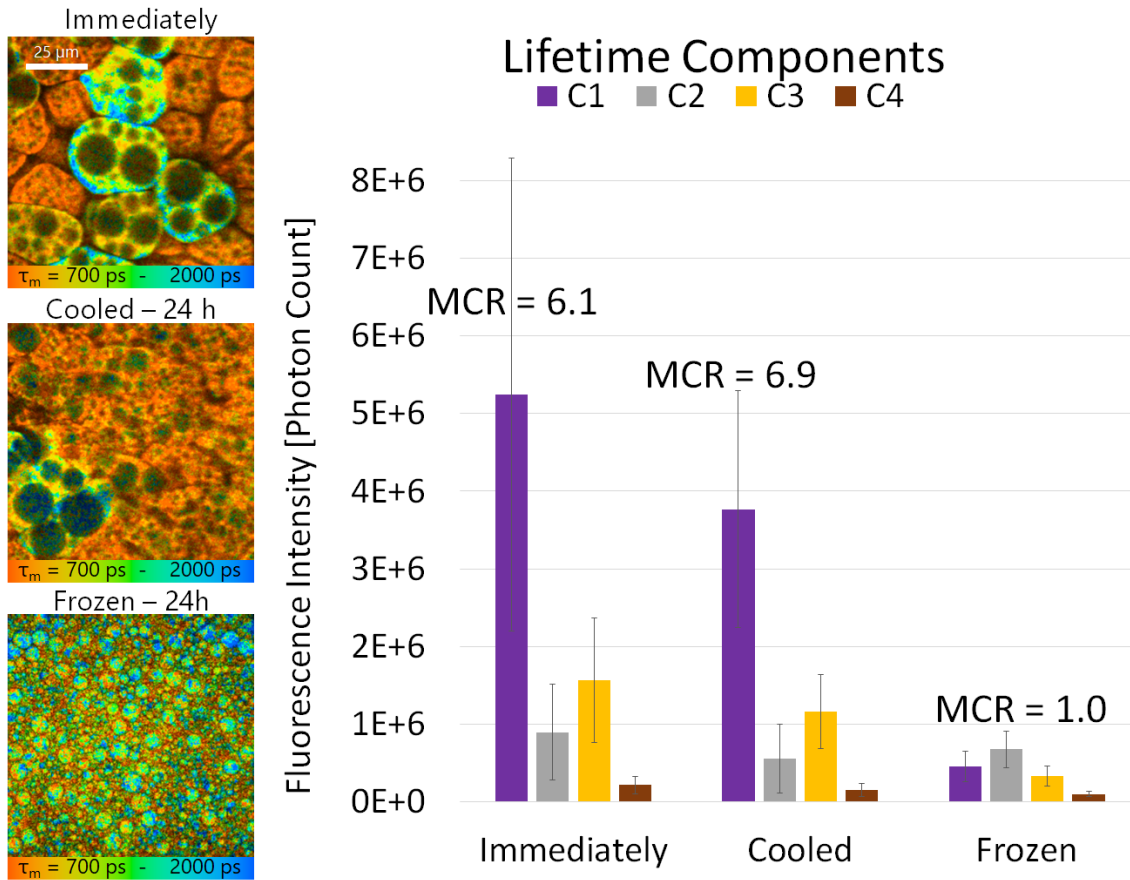 Immediately
25 µm
τm = 700 ps - 2000 ps
Cooled – 24 h
τm = 700 ps - 2000 ps
Frozen – 24h
τm = 700 ps - 2000 ps
Lifetime Components
C1 C2 C3 C4
Fluorescence Intensity [Photon Count]
8E+6
7E+6
6E+6
5E+6
4E+6
3E+6
2E+6
1E+6
0E+0
MCR = 6.1
MCR = 6.9
MCR = 1.0
Immediately Cooled Frozen